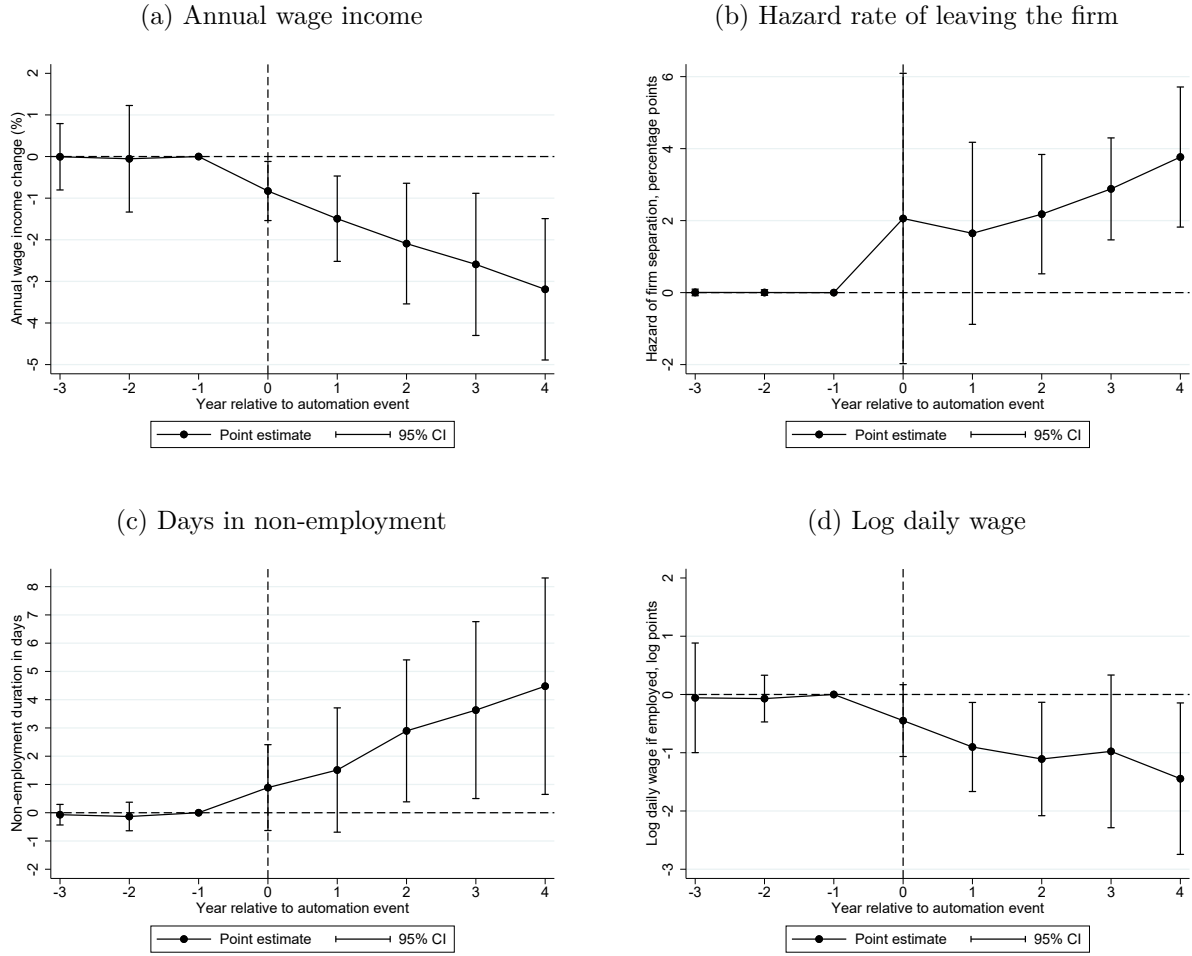 (a) Annual wage income
Annual wage income change (%)
2
1
0
-1
-2
-3
-4
-5
-3 -2 -1 0 1 2 3 4
Year relative to automation event
Point estimate 95% CI
(b) Hazard rate of leaving the firm
Hazard of firm separation, percentage points
6
4
2
0
-2
-3 -2 -1 0 1 2 3 4
Year relative to automation event
Point estimate 95% CI
(c) Days in non-employment
Non-employment duration in days
8
7
6
5
4
3
2
1
0
-1
-2
-3 -2 -1 0 1 2 3 4
Year relative to automation event
Point estimate 95% CI
(d) Log daily wage
Log daily wage if employed, log points
2
1
0
-1
-2
-3
-3 -2 -1 0 1 2 3 4
Year relative to automation event
Point estimate 95% CI